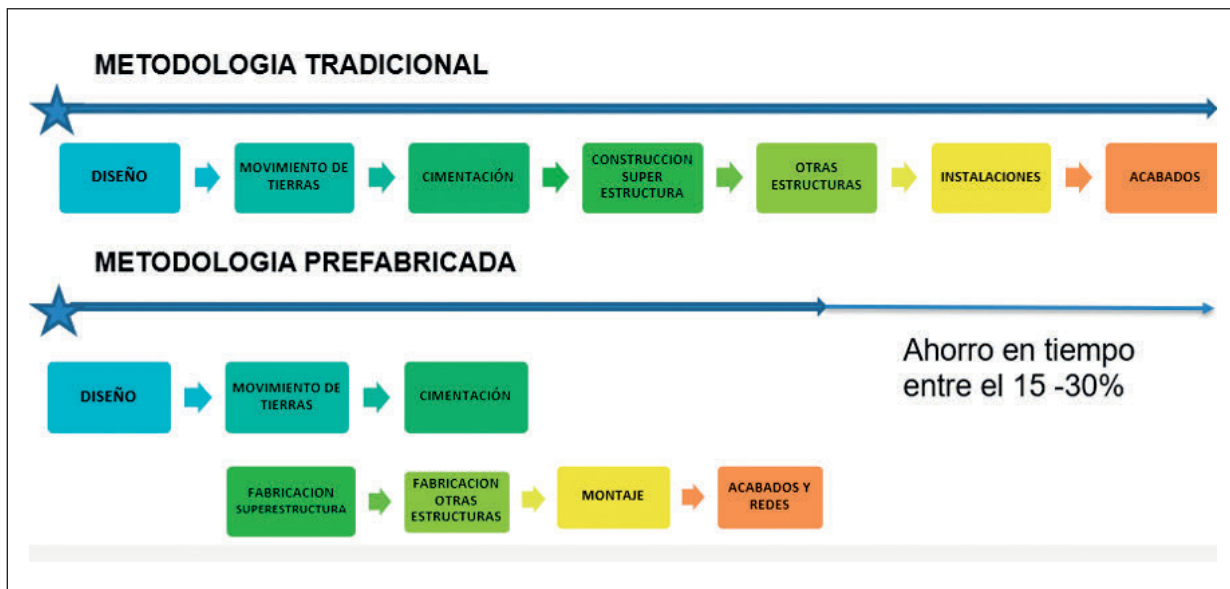 METODOLOGIA TRADICIONAL
DISEÑO
MOVIMIENTO DE
TIERRAS
CIMENTACIÓN
CONSTRUCCION
SUPER
ESTRUCTURA
OTRAS
ESTRUCTURAS
INSTALACIONES
ACABADOS
METODOLOGIA PREFABRICADA
Ahorro en tiempo
entre el 15 -30%
DISEÑO
MOVIMIENTO DE
TIERRAS
CIMENTACIÓN
FABRICACION
SUPERESTRUCTURA
FABRICACION
OTRAS
ESTRUCTURAS
MONTAJE
ACABADOS Y
REDES